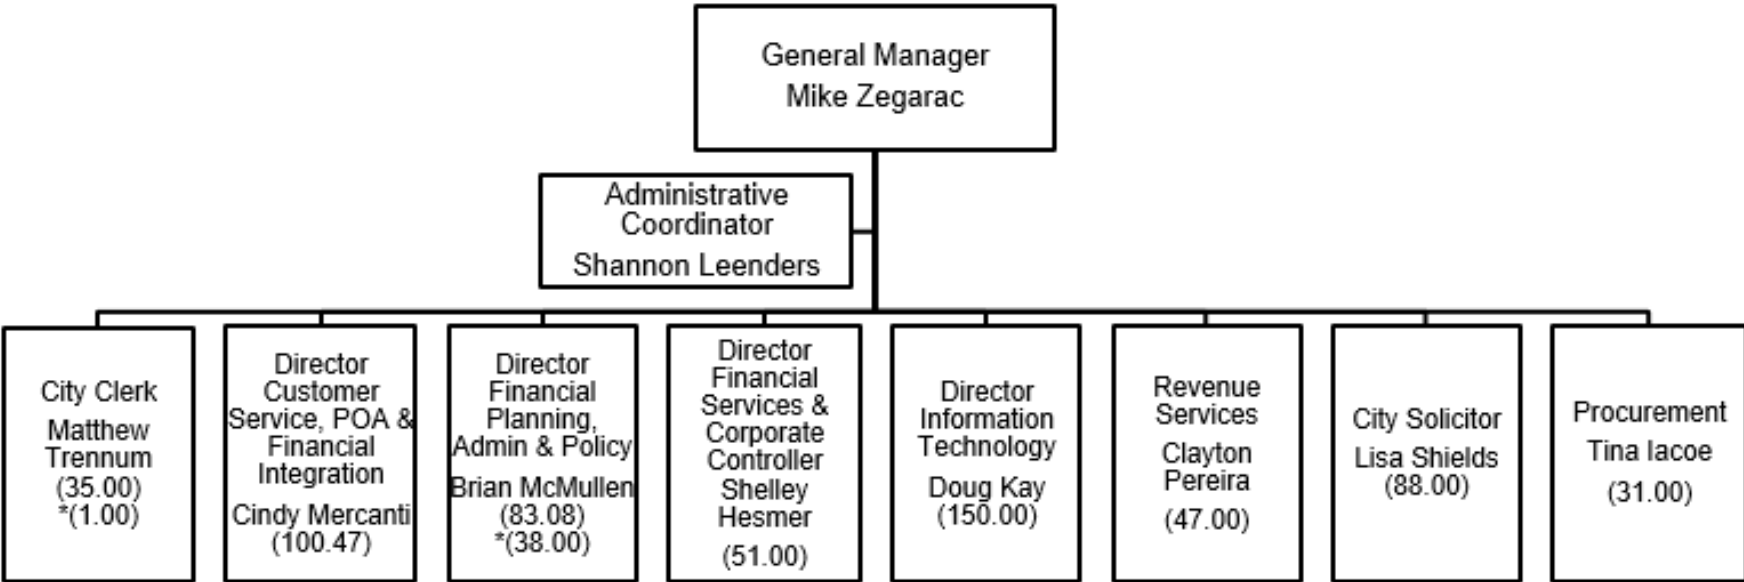 General Manager
Mike Zegarac
Administrative
Coordinator
Shannon Leenders
City Clerk
Matthew
Trennum
(35.00)
*(1.00)
Director
Customer
Service, POA &
Financial
Integration
Cindy Mercanti
(100.47)
Director
Financial
Planning,
Admin & Policy
Brian McMullen
(83.08)
*(38.00)
Director
Financial
Services &
Corporate
Controller
Shelley
Hesmer
(51.00)
Director
Information
Technology
Doug Kay
(150.00)
Revenue
Services
Clayton
Pereira
(47.00)
City Solicitor
Lisa Shields
(88.00)
Procurement
Tina Iacoe
(31.00)